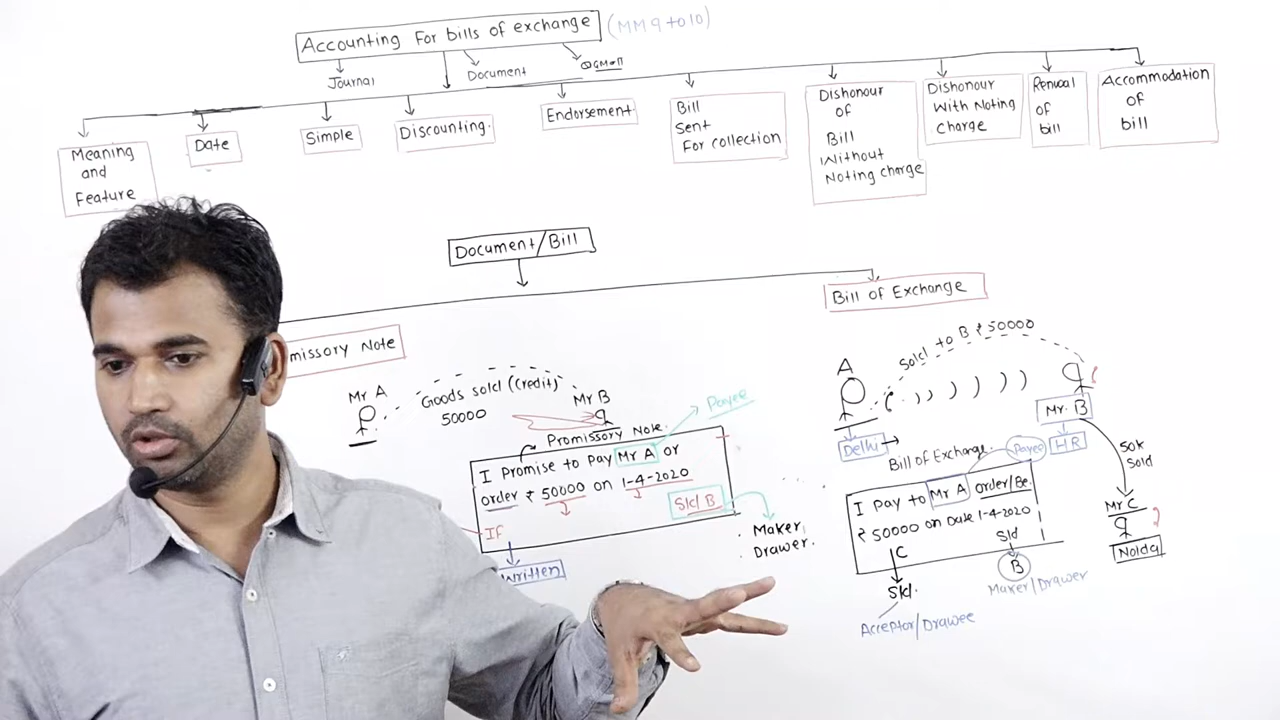 Accounting For bills of exchange (MM 9 to 10)
Journal
Document
Meaning
and
Feature
Date
Simple
Discounting.
Endorsement
Bill
Sent
For collection
Dishonour
of
Bill
Without
Noting charge
Dishonour
With Noting
Charge
Renual
of
bill
Accommodation
of
bill
Document/Bill
missory Note
Bill of Exchange
Mr A
Goods sold (Credit)
50000
Mr B
Promissory Note.
Payee
I Promise to Pay Mr A or
order ₹ 50000 on 1-4-2020
S/d B
If
Written
Maker,
Drawer.
A
Sold to B ₹ 50000
Mr. B
Delhi
HR
50k
Sold
Mr C
Noida
Bill of Exchange.
Payee
I Pay to Mr A order/Be.
₹ 50000 on Date 1-4-2020
C
S/d
S/d.
B
Maker/Drawer
Acceptor/Drawee